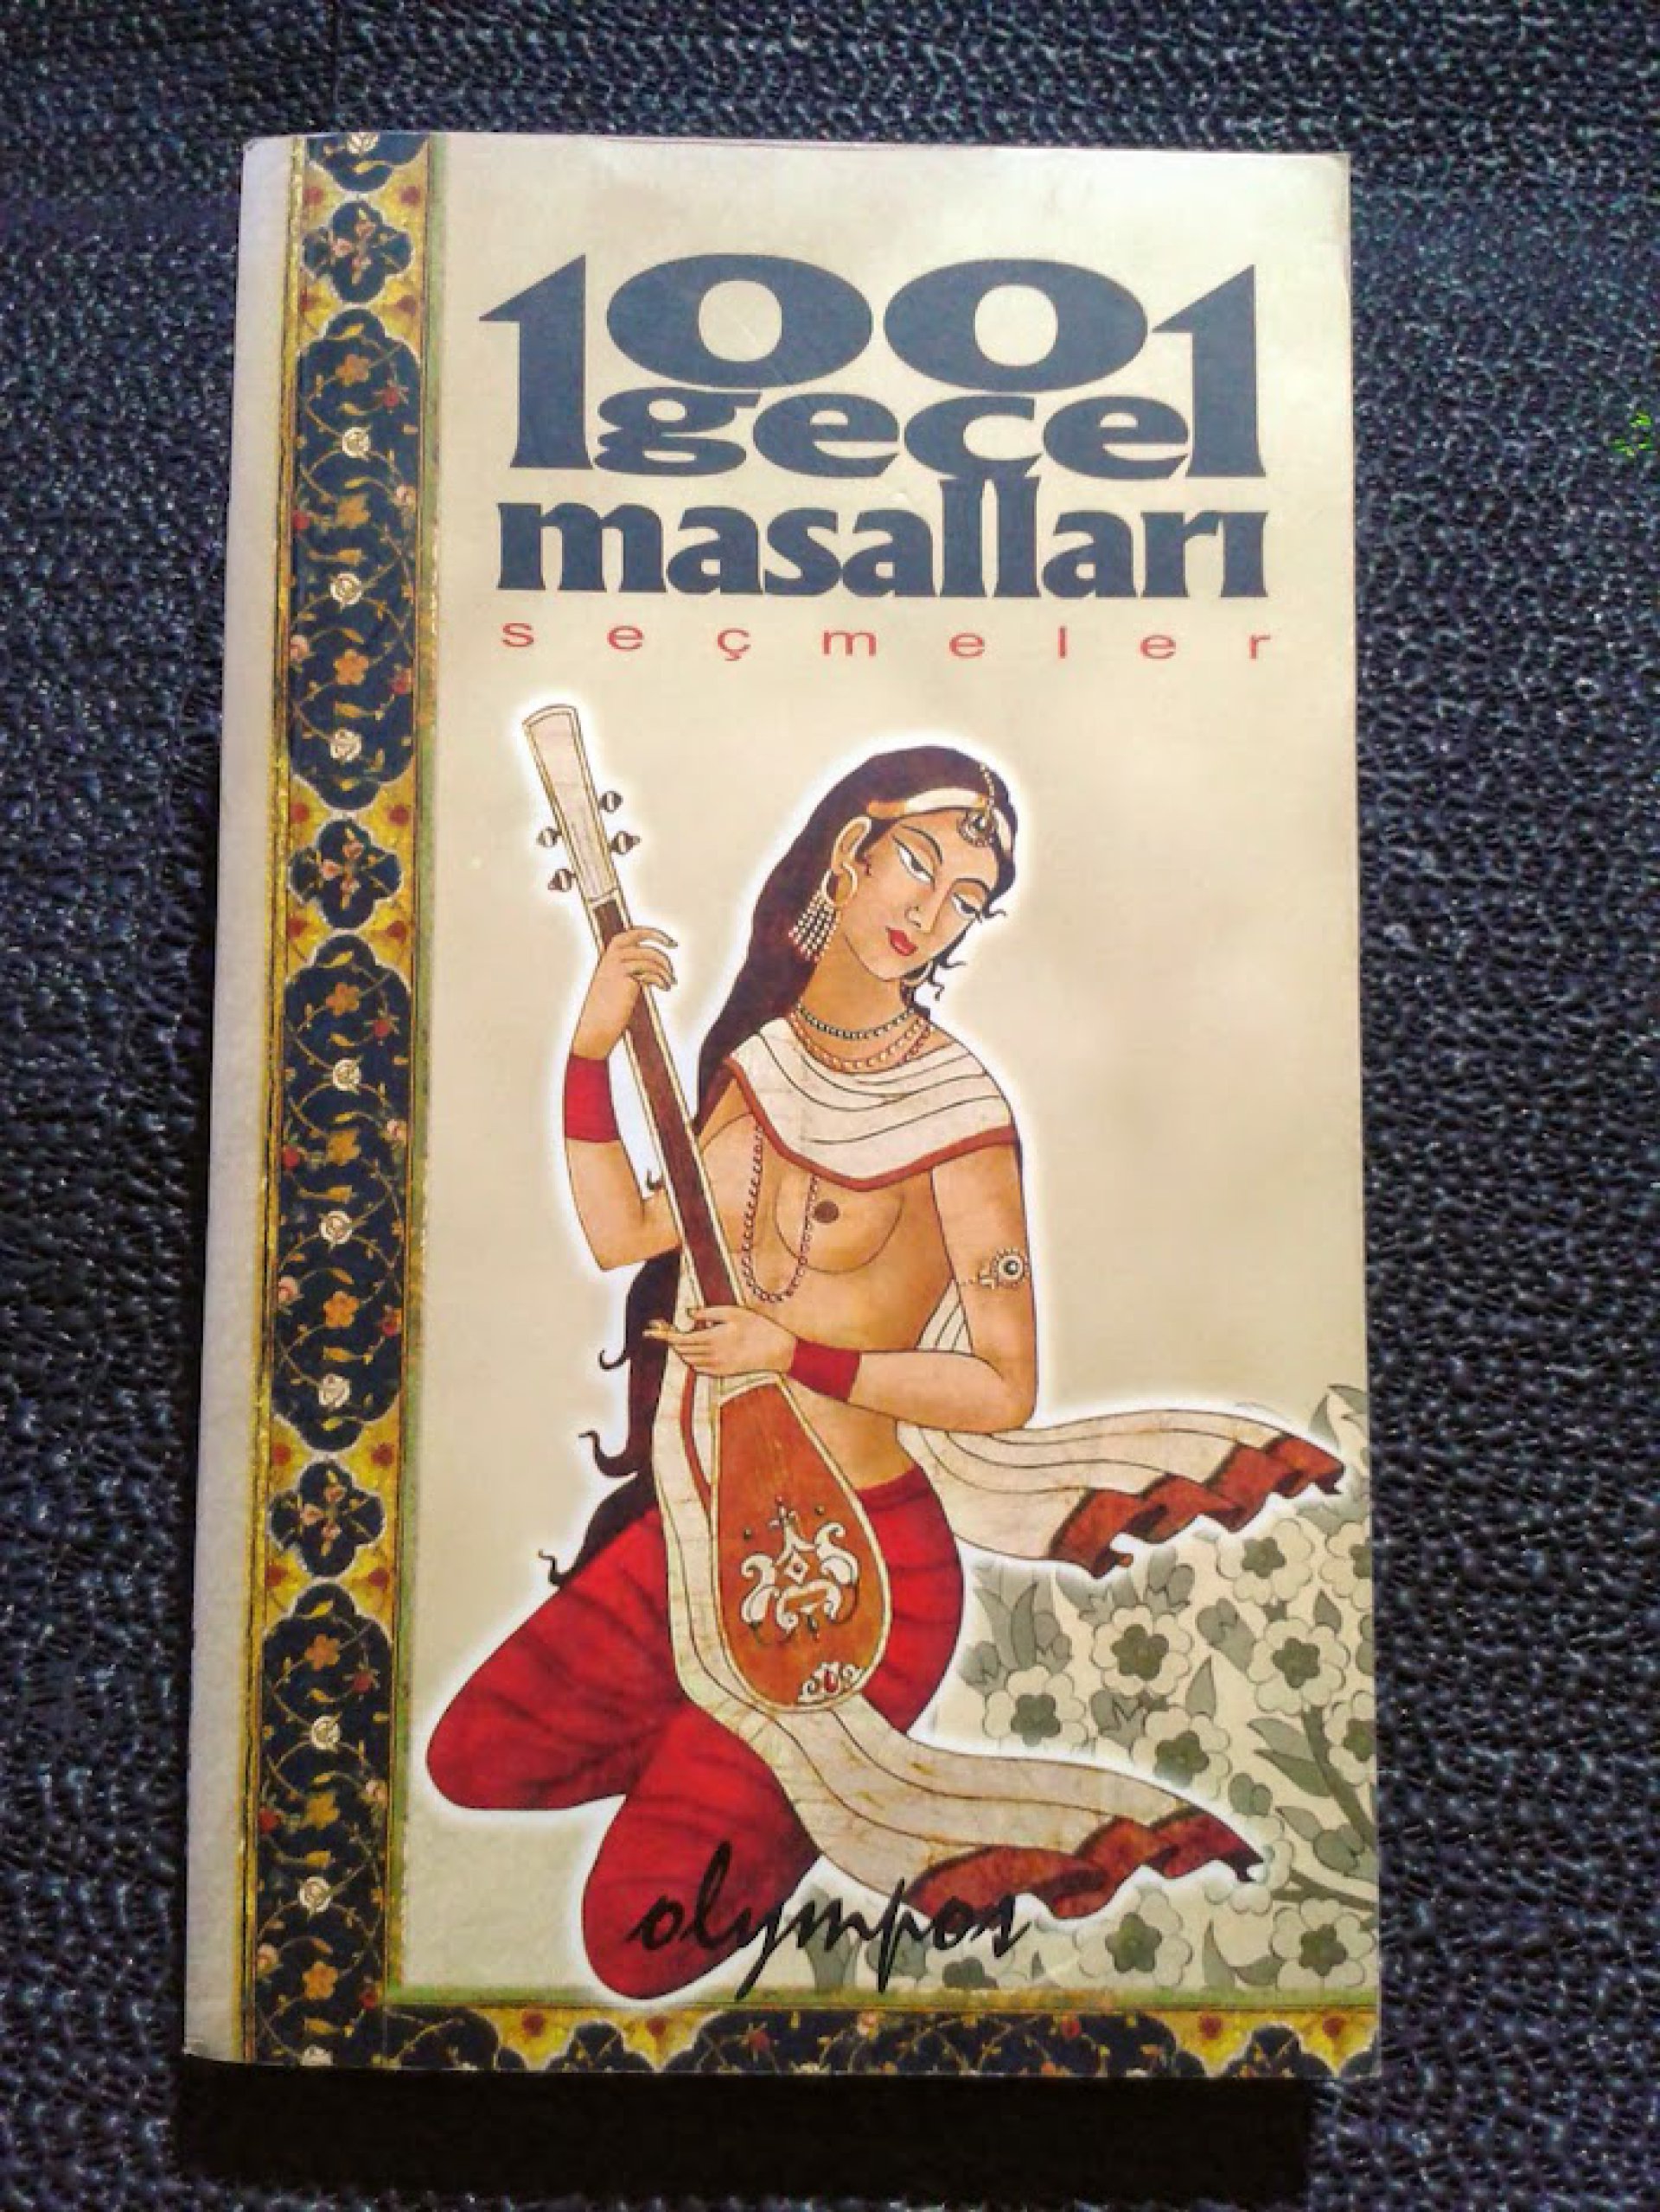 1001
gece
masalları
seçmeler
olympos